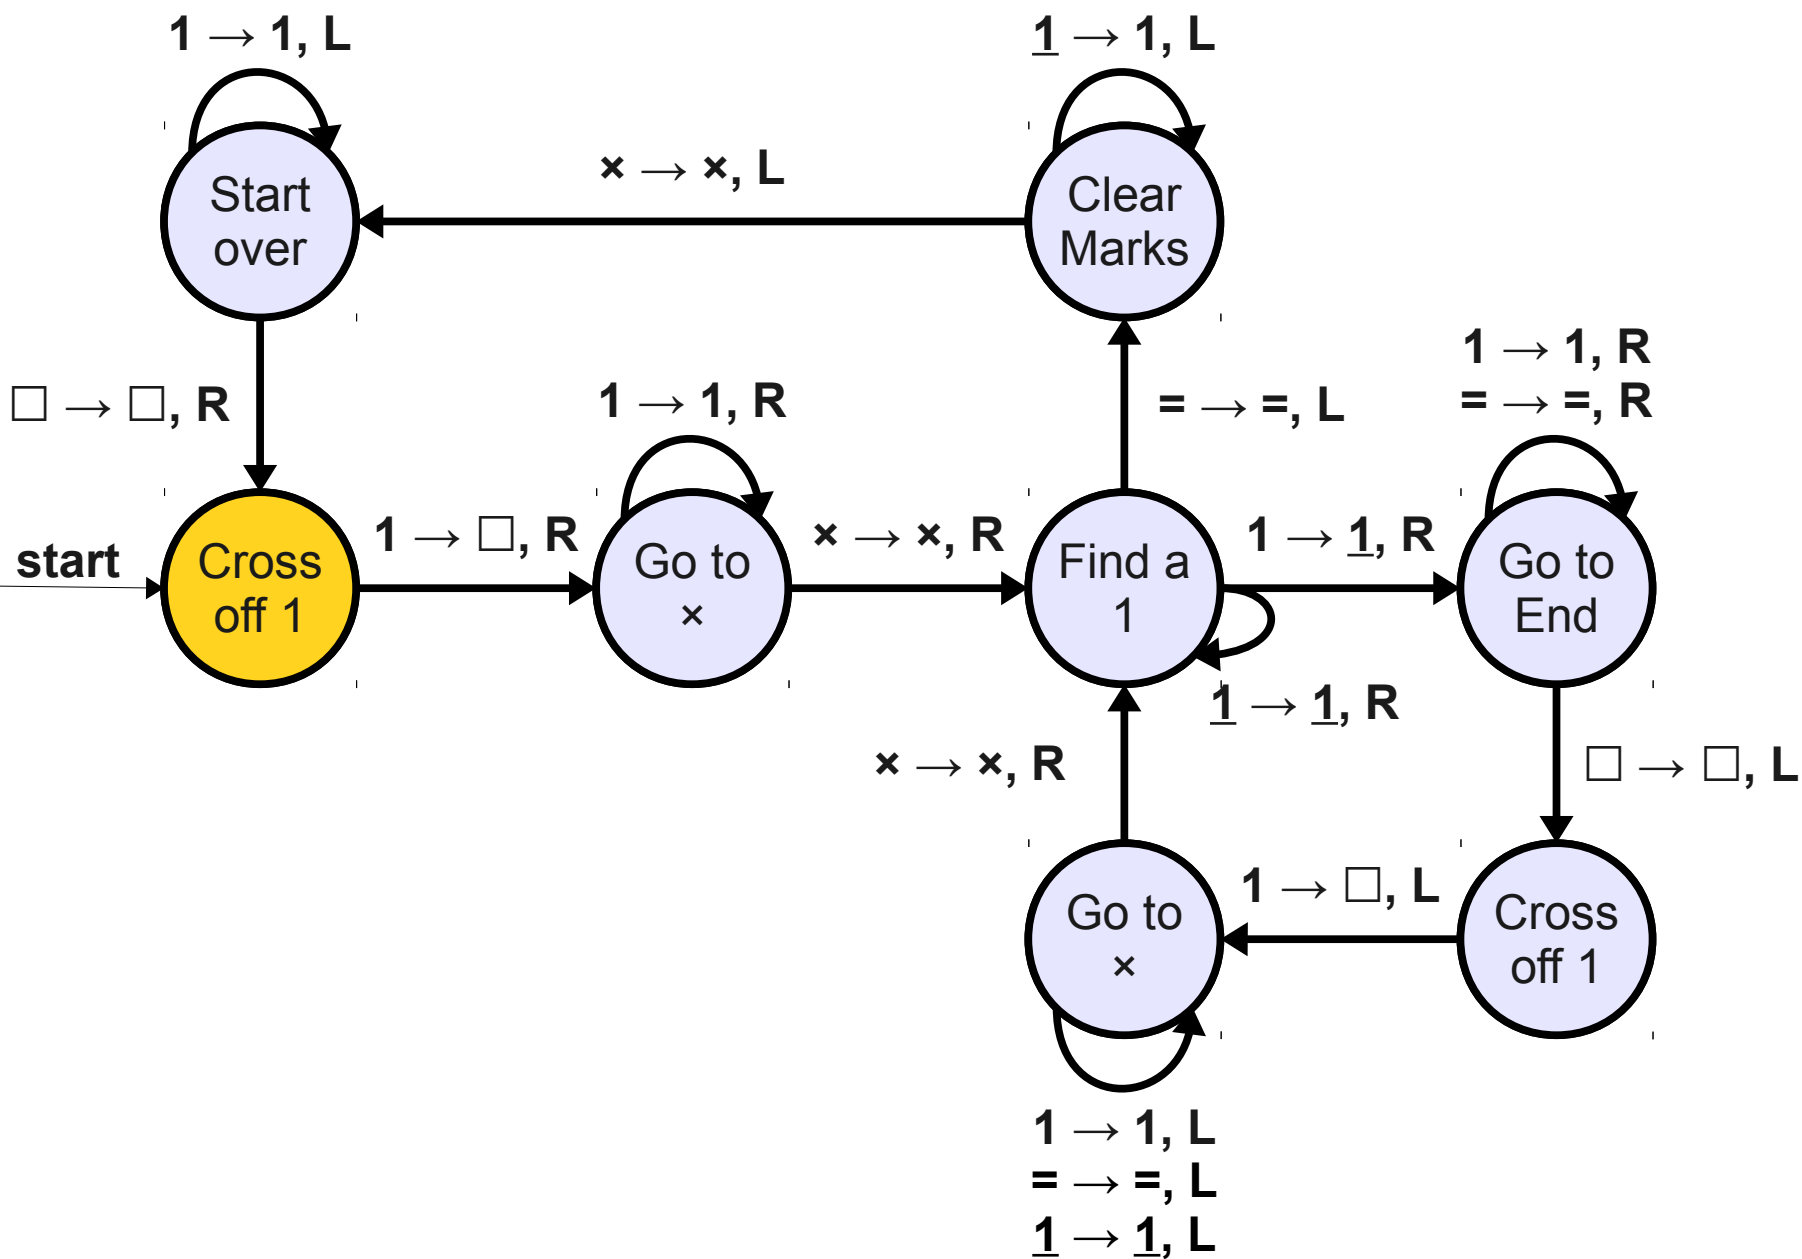 1 → 1, L
1 → 1, L
Start
over
× → ×, L
Clear
Marks
□ → □, R
1 → 1, R
= → =, L
1 → 1, R
= → =, R
start
Cross
off 1
1 → □, R
Go to
×
× → ×, R
Find a
1
1 → 1, R
Go to
End
1 → 1, R
× → ×, R
□ → □, L
Go to
×
1 → □, L
Cross
off 1
1 → 1, L
= → =, L
1 → 1, L